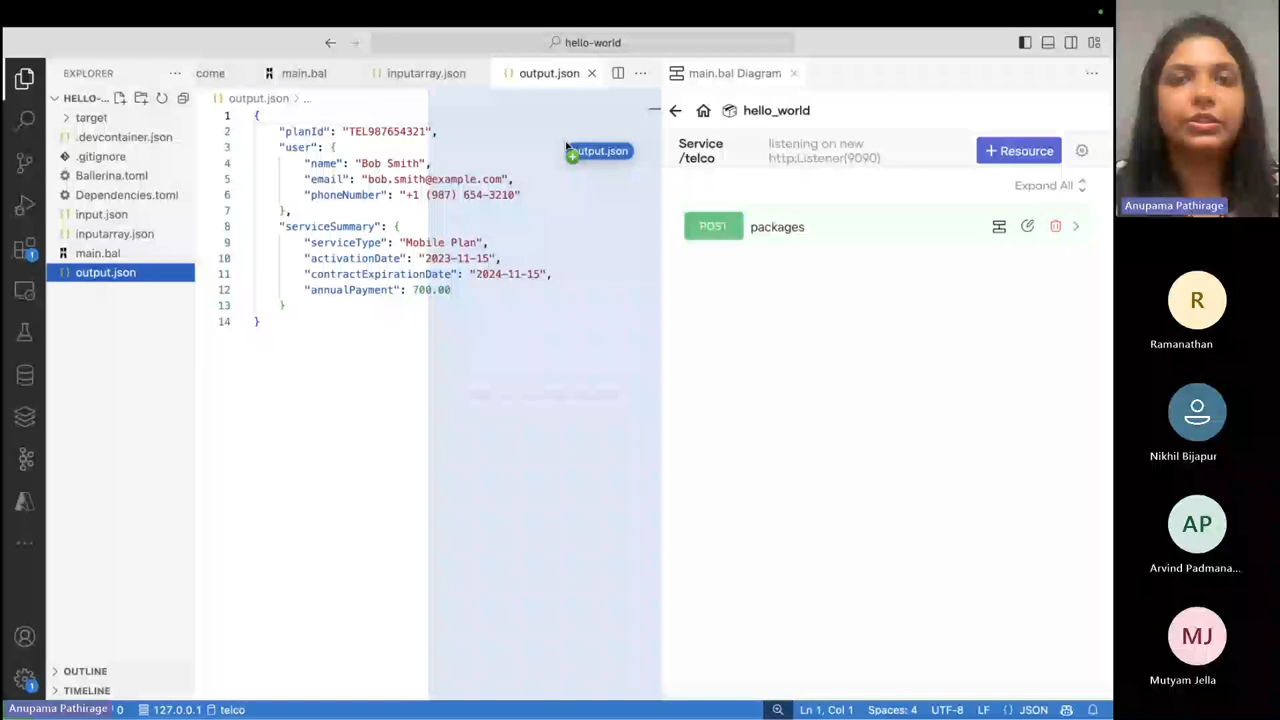 hello-world
EXPLORER
come
main.bal
inputarray.json
output.json
main.bal Diagram
HELLO-...
target
.devcontainer.json
.gitignore
Ballerina.toml
Dependencies.toml
input.json
inputarray.json
main.bal
output.json
OUTLINE
TIMELINE
output.json > ...
1 {
2 "planId": "TEL987654321",
3 "user": {
4 "name": "Bob Smith",
5 "email": "bob.smith@example.com",
6 "phoneNumber": "+1 (987) 654-3210"
7 },
8 "serviceSummary": {
9 "serviceType": "Mobile Plan",
10 "activationDate": "2023-11-15",
11 "contractExpirationDate": "2024-11-15",
12 "annualPayment": 700.00
13 }
14 }
output.json
hello_world
Service
/telco
listening on new
http:Listener(9090)
+ Resource
Expand All
POST packages
1
1
Anupama Pathirage
R
Ramanathan
Nikhil Bijapur
AP
Arvind Padmana...
MJ
Mutyam Jella
Anupama Pathirage
0
127.0.0.1
telco
Ln 1, Col 1
Spaces: 4
UTF-8
LF
{} JSON